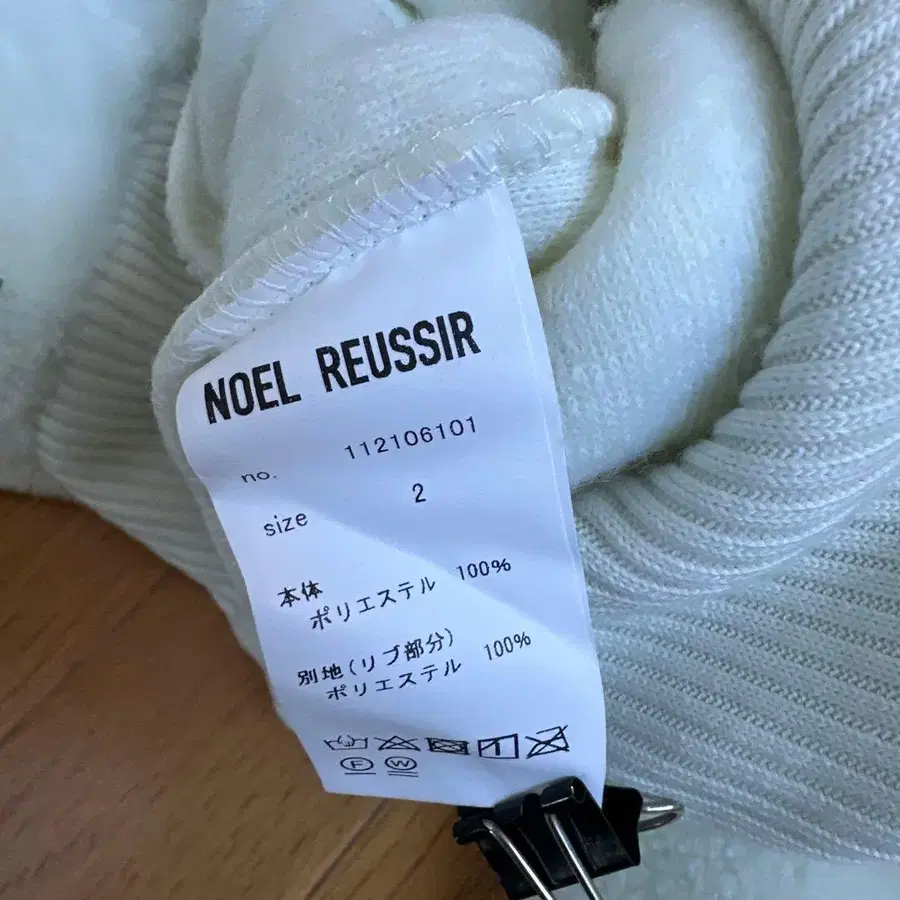 NOEL REUSSIR
no. 112106101
size 2
本体
ポリエステル 100%
別地(リブ部分)
ポリエステル 100%
F W